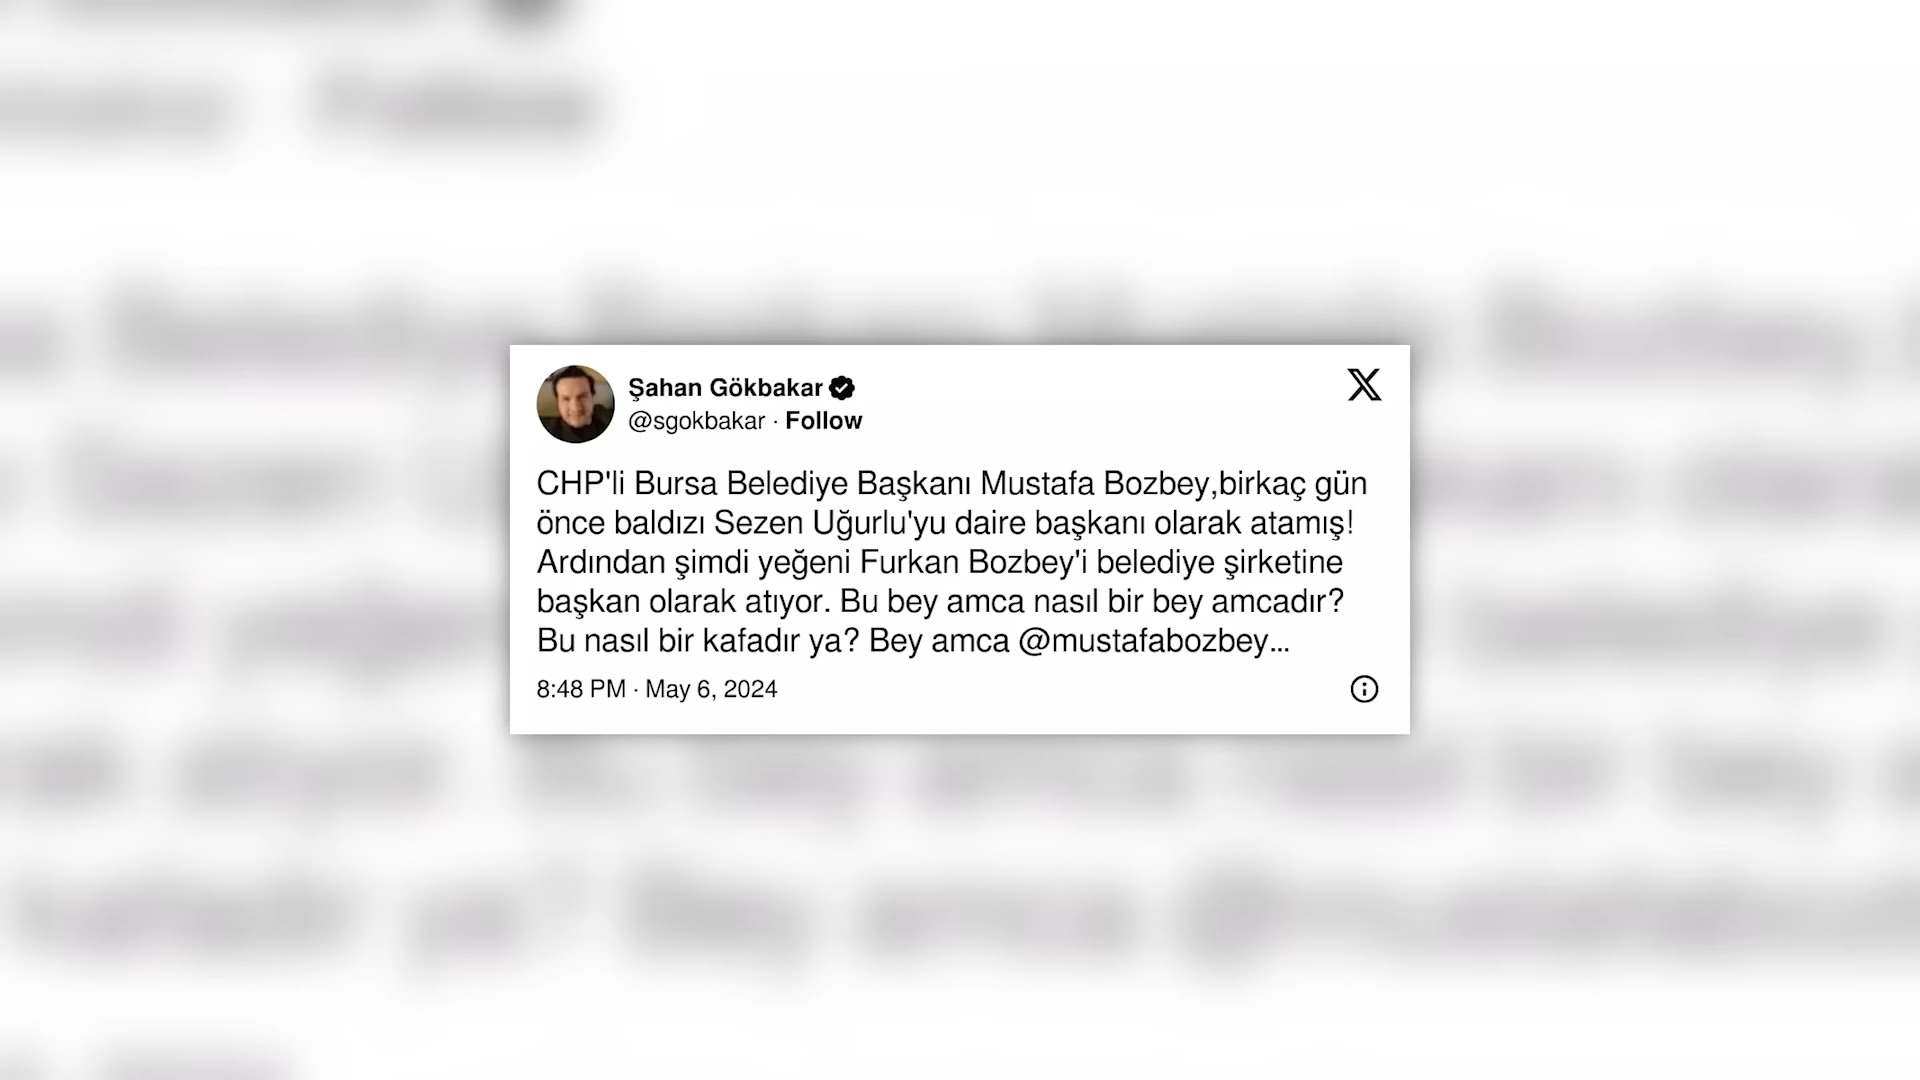 Şahan Gökbakar
@sgokbakar · Follow
CHP'li Bursa Belediye Başkanı Mustafa Bozbey,birkaç gün
önce baldızı Sezen Uğurlu'yu daire başkanı olarak atamış!
Ardından şimdi yeğeni Furkan Bozbey'i belediye şirketine
başkan olarak atıyor. Bu bey amca nasıl bir bey amcadır?
Bu nasıl bir kafadır ya? Bey amca @mustafabozbey...
8:48 PM · May 6, 2024